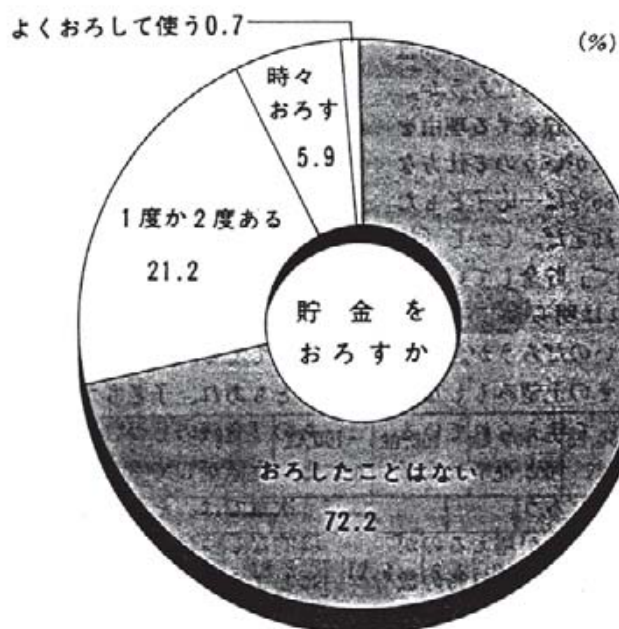 よくおろして使う0.7
(%)
時々
おろす
5.9
1度か2度ある
21.2
貯金を
おろすか
おろしたことはない
72.2